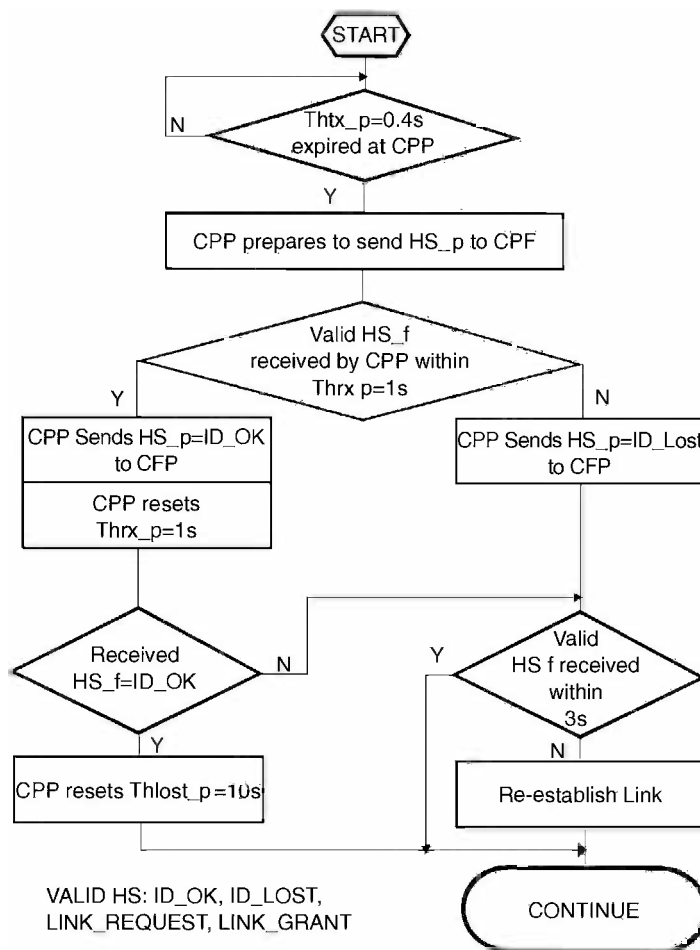 START
N
Thtx_p=0.4s
expired at CPP
Y
CPP prepares to send HS_p to CPF
Valid HS_f
received by CPP within
Thrx p=1s
Y
N
CPP Sends HS_p=ID_OK
to CFP
CPP Sends HS_p=ID_Lost
to CFP
CPP resets
Thrx_p=1s
Received
HS_f=ID_OK
N
Y
Valid
HS f received
within
3s
Y
N
CPP resets Thlost_p=10s
Re-establish Link
VALID HS: ID_OK, ID_LOST,
LINK_REQUEST, LINK_GRANT
CONTINUE